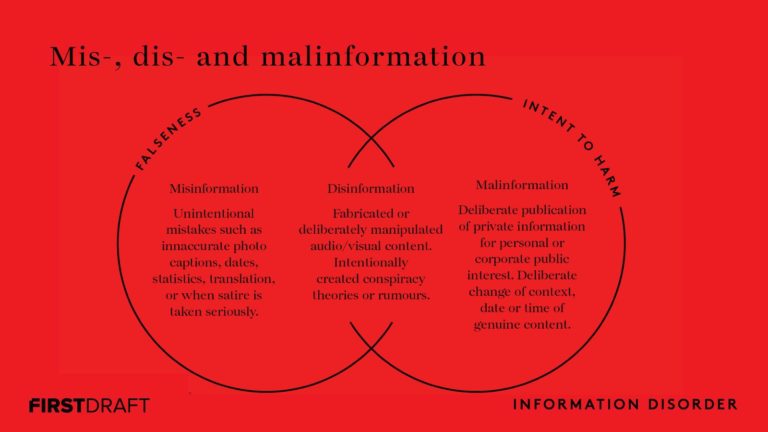 Mis-, dis- and malinformation
FALSENESS
INTENT TO HARM
Misinformation
Unintentional
mistakes such as
innaccurate photo
captions, dates,
statistics, translation,
or when satire is
taken seriously.
Disinformation
Fabricated or
deliberately manipulated
audio/visual content.
Intentionally
created conspiracy
theories or rumours.
Malinformation
Deliberate publication
of private information
for personal or
corporate public
interest. Deliberate
change of context,
date or time of
genuine content.
FIRSTDRAFT
INFORMATION DISORDER